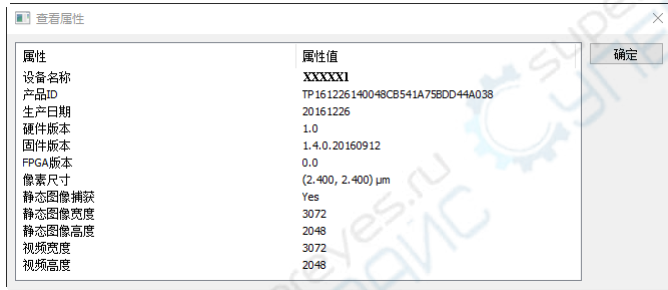 查看属性
属性 属性值
确定
设备名称 XXXXX1
产品ID TP161226140048CB541A75BDD44A038
生产日期 20161226
硬件版本 1.0
固件版本 1.4.0.20160912
FPGA版本 0.0
像素尺寸 (2.400, 2.400) μm
静态图像捕获 Yes
静态图像宽度 3072
静态图像高度 2048
视频宽度 3072
视频高度 2048